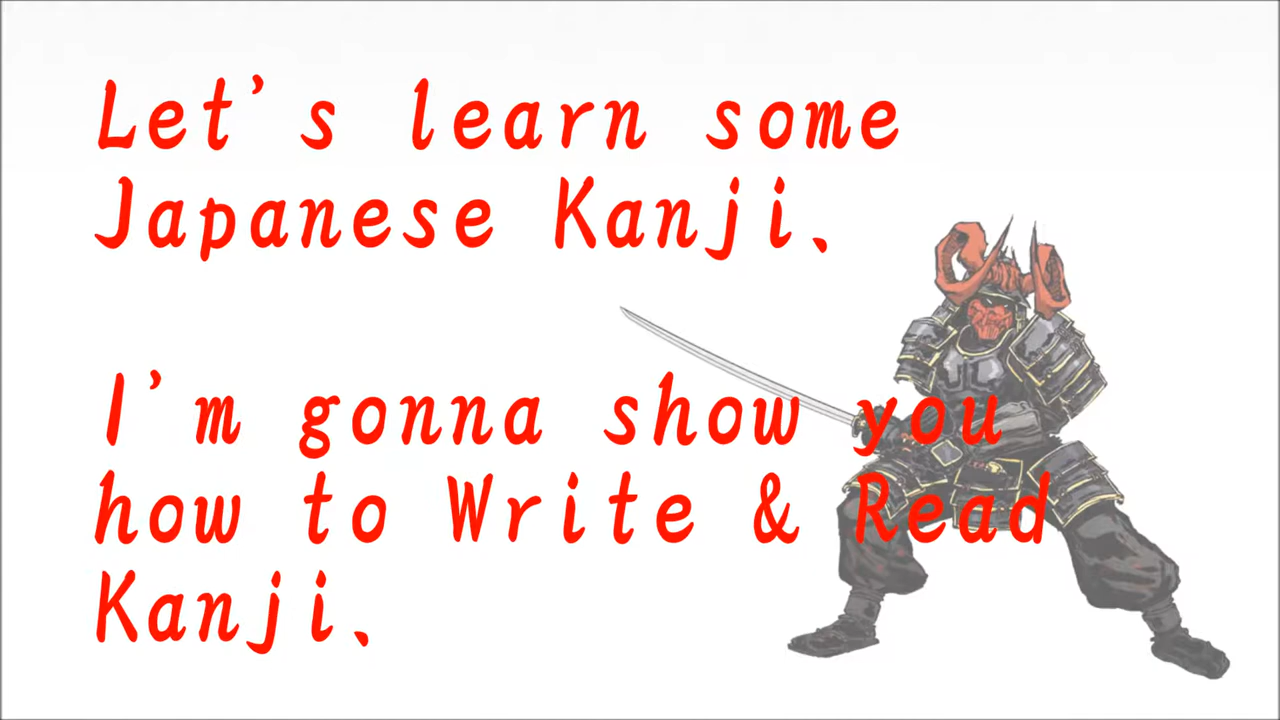 Let's learn some
Japanese Kanji、
I'm gonna show you
how to Write & Read
Kanji、